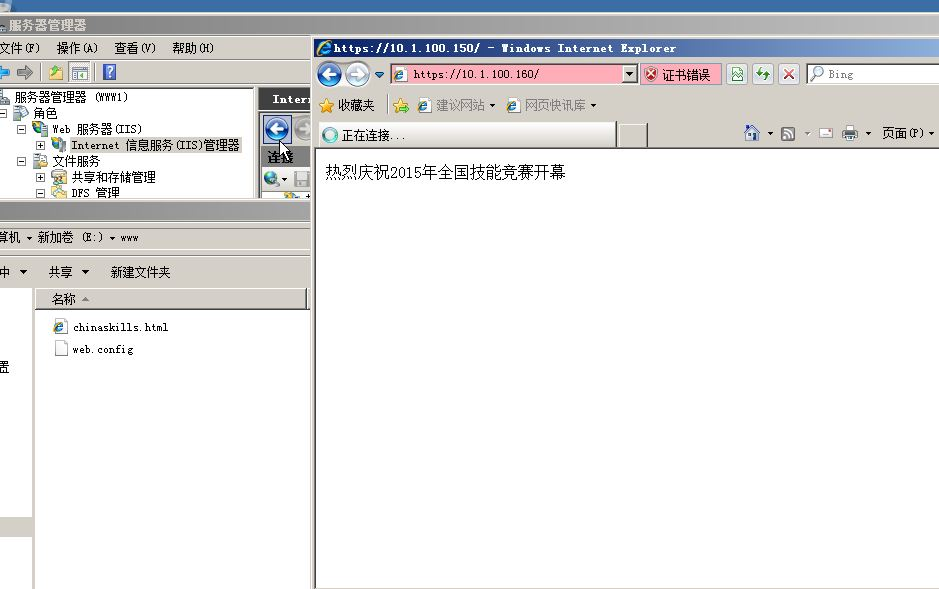 服务器管理器
文件(F) 操作(A) 查看(V) 帮助(H)
服务器管理器 (WWW1)
角色
Web 服务器(IIS)
Internet 信息服务(IIS)管理器
文件服务
共享和存储管理
DFS 管理
Inter
连接
算机 新加卷 (E:) www
中 共享 新建文件夹
名称
chinaskills.html
web.config
置
https://10.1.100.150/ - Windows Internet Explorer
https://10.1.100.160/ 证书错误 Bing
收藏夹 建议网站 网页快讯库
正在连接... 页面(P)
热烈庆祝2015年全国技能竞赛开幕